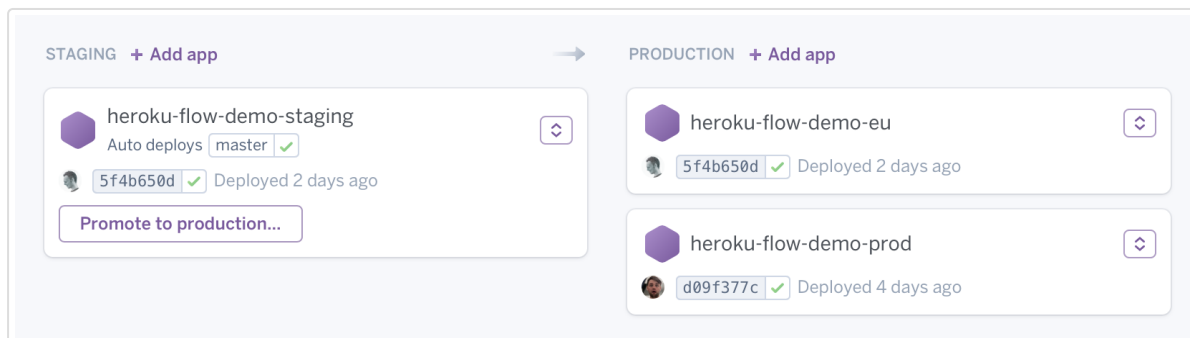 STAGING + Add app
heroku-flow-demo-staging
Auto deploys master
5f4b650d Deployed 2 days ago
Promote to production...
PRODUCTION + Add app
heroku-flow-demo-eu
5f4b650d Deployed 2 days ago
heroku-flow-demo-prod
d09f377c Deployed 4 days ago